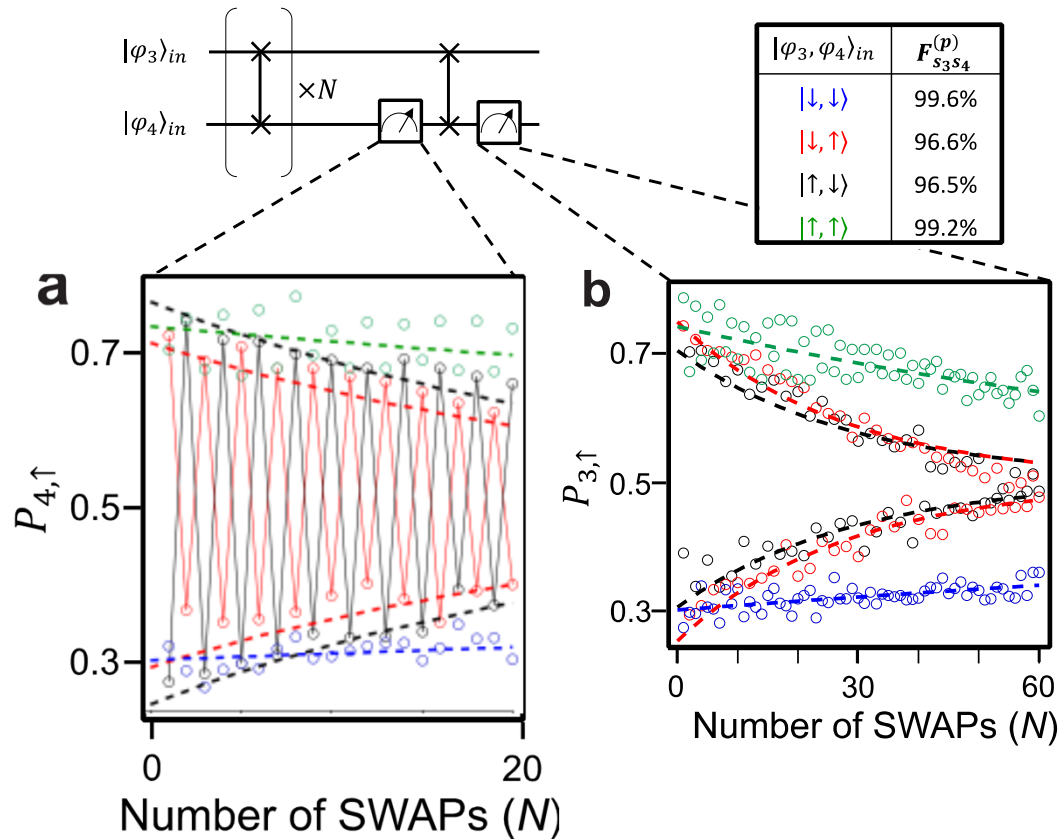 |φ₃⟩ᵢₙ
×N
|φ₄⟩ᵢₙ
|φ₃, φ₄⟩ᵢₙ F_{s₃s₄}^{(p)}
|↓,↓⟩ 99.6%
|↓,↑⟩ 96.6%
|↑,↓⟩ 96.5%
|↑,↑⟩ 99.2%
a
0.7
0.5
0.3
P₄,↑
0 20
Number of SWAPs (N)
b
0.7
0.5
0.3
P₃,↑
0 30 60
Number of SWAPs (N)